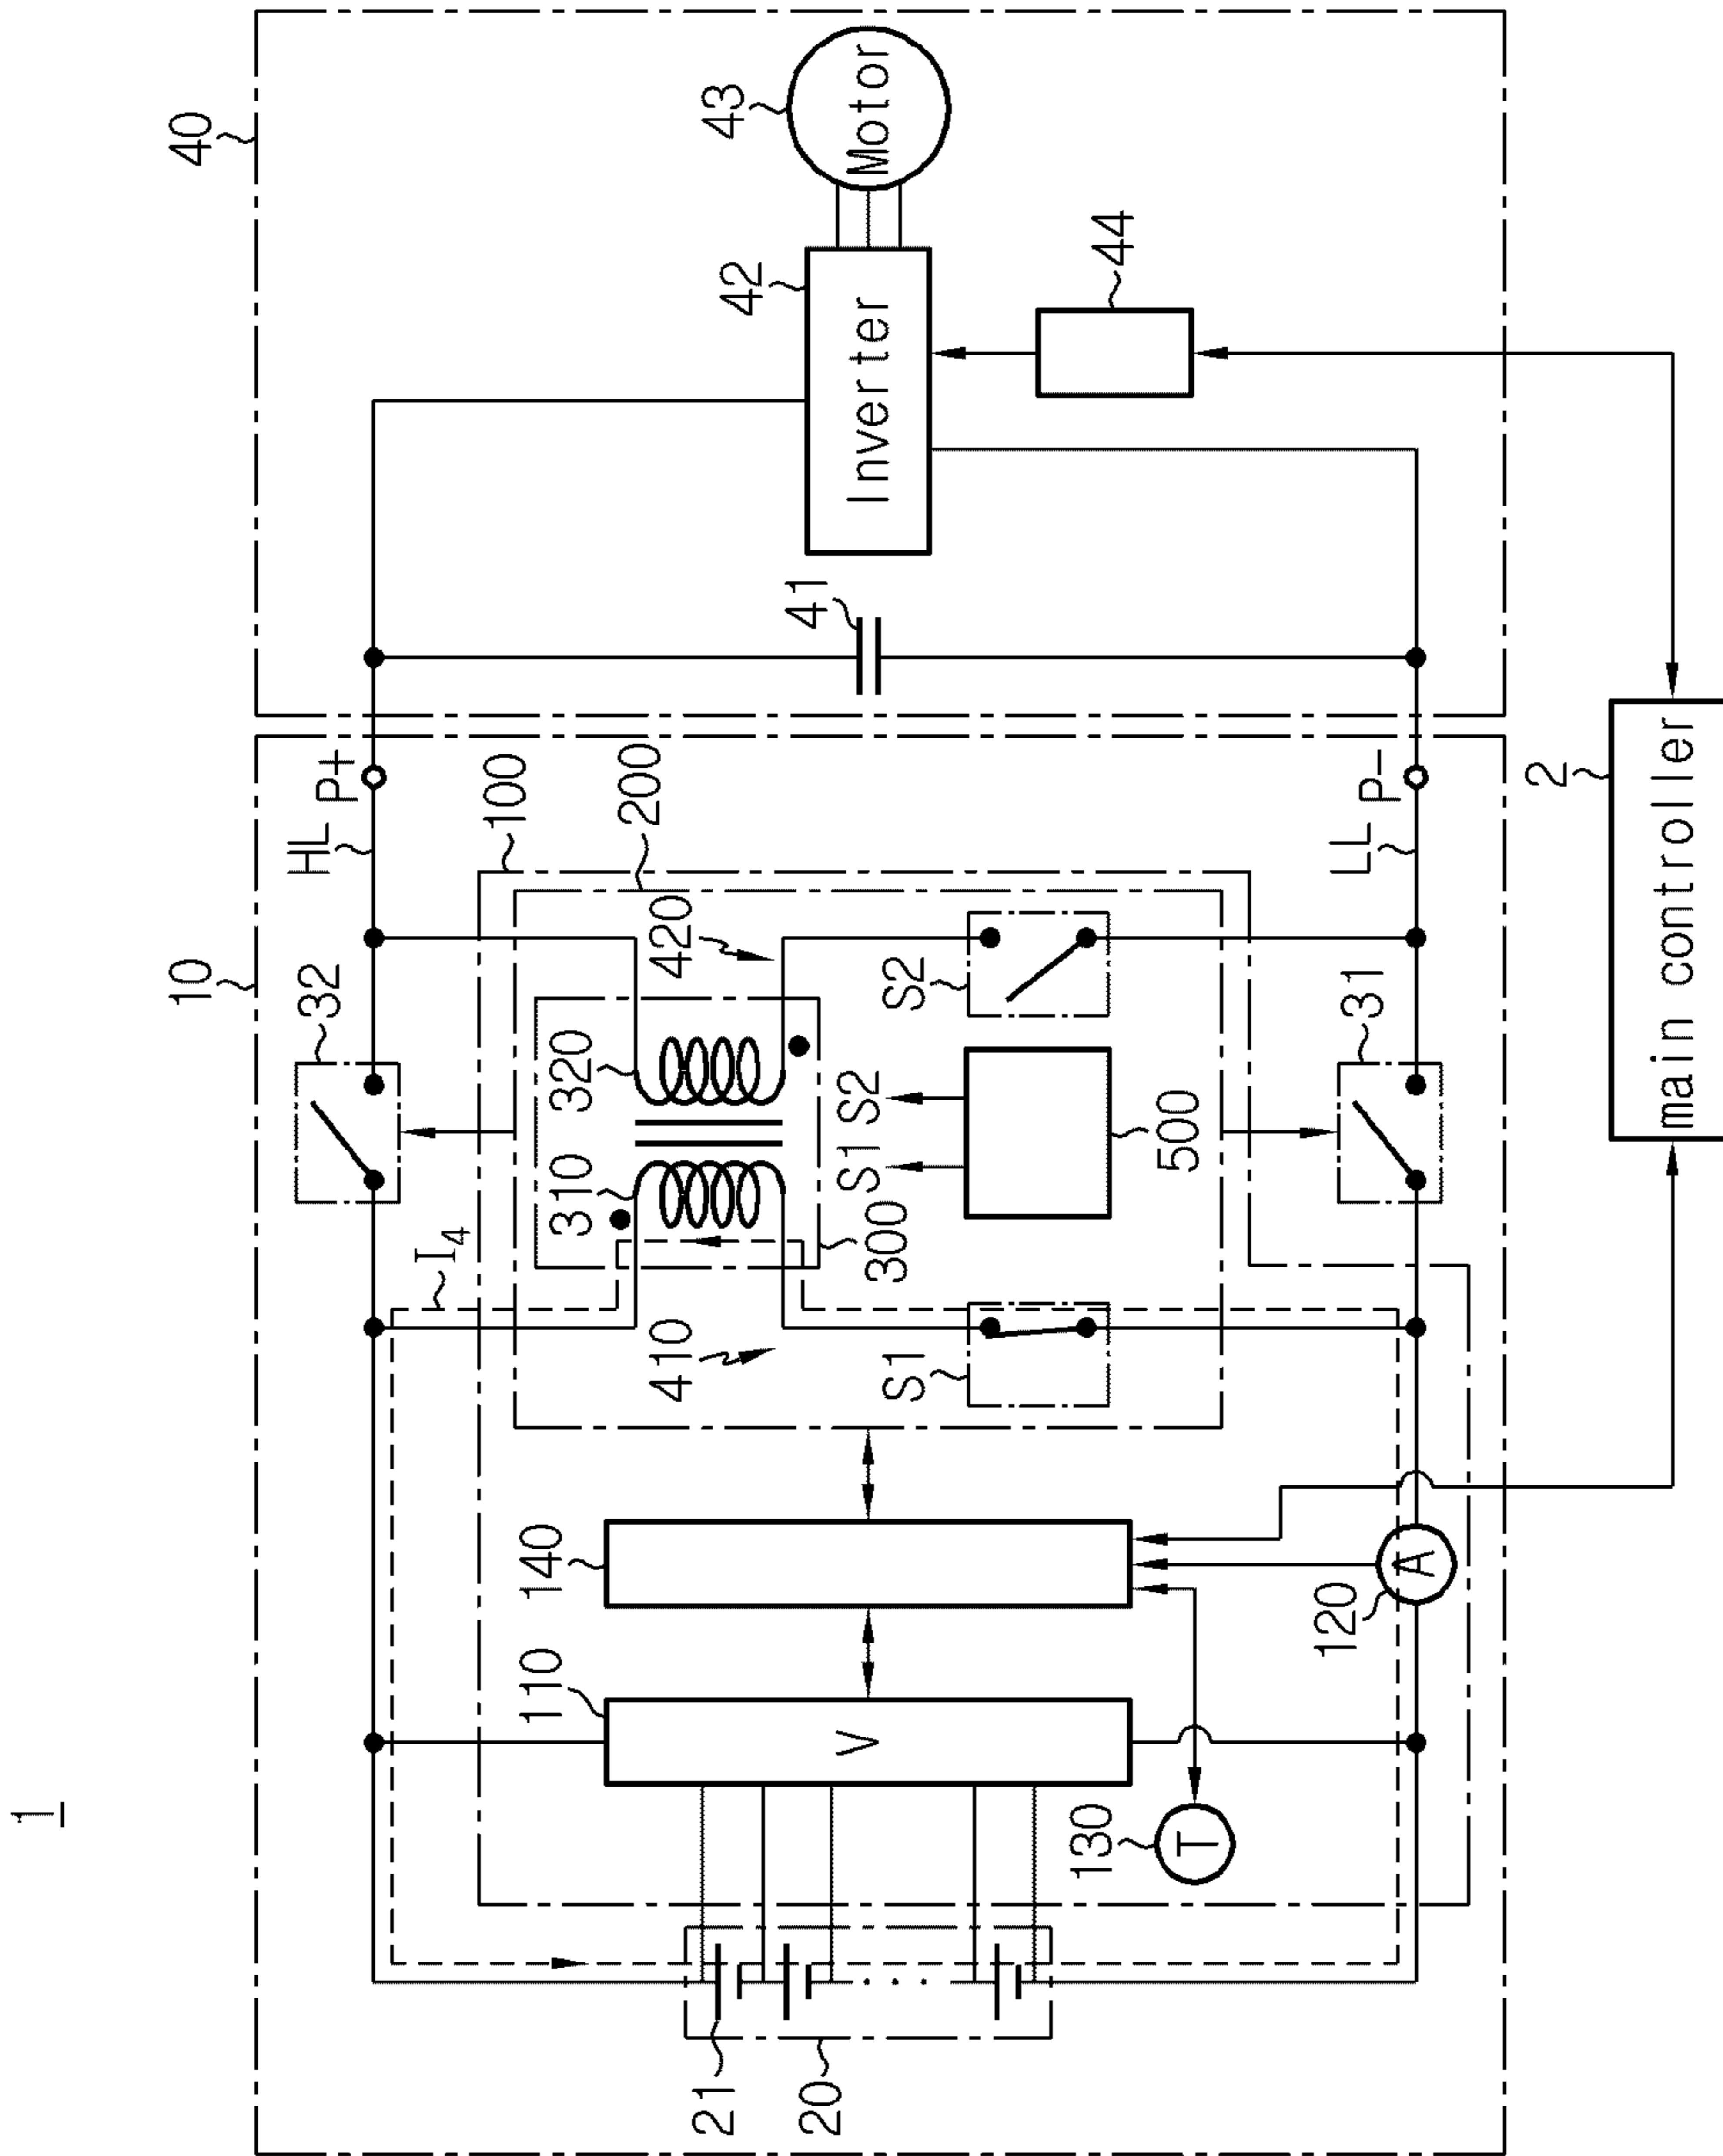 1
10
40
32
HL
P+
I4
100
200
310
320
420
300
410
S1
S2
S1
S2
500
31
LL
P-
140
110
V
120
A
130
T
21
20
41
42
Inverter
43
Motor
44
2
main controller